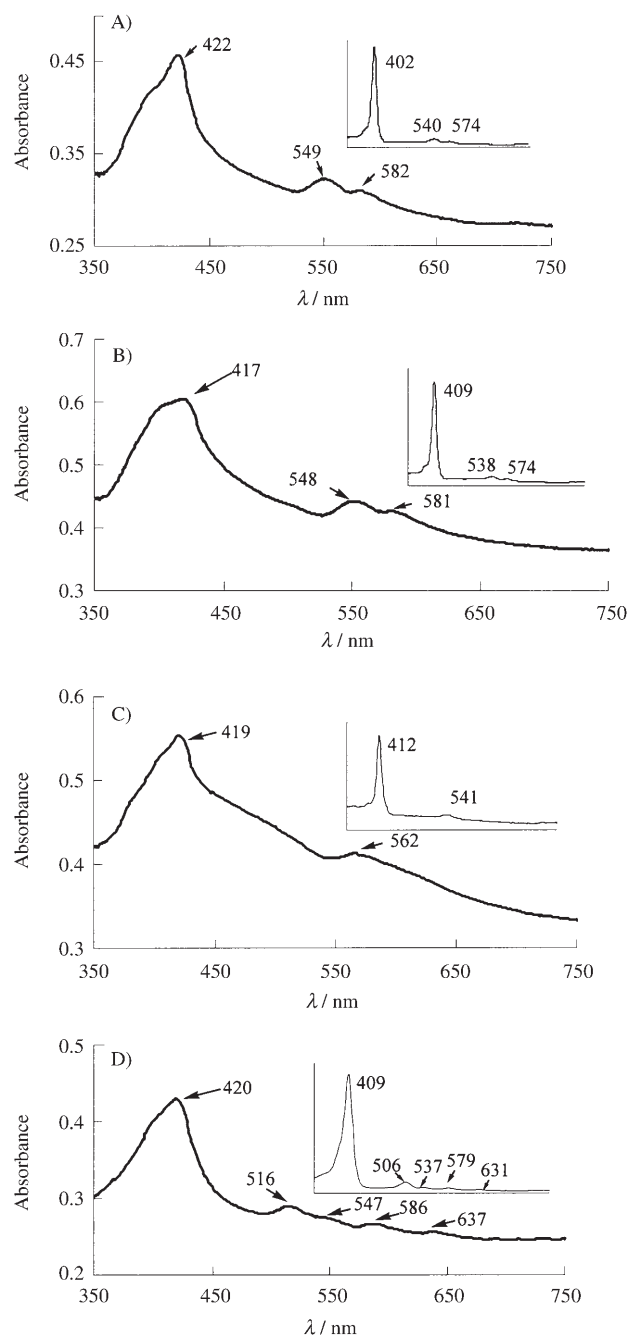 A)
422
402
540 574
549
582
Absorbance
0.45
0.35
0.25
350 450 550 650 750
λ / nm
B)
417
409
538 574
548
581
Absorbance
0.7
0.6
0.5
0.4
0.3
350 450 550 650 750
λ / nm
C)
419
412
541
562
Absorbance
0.6
0.5
0.4
0.3
350 450 550 650 750
λ / nm
D)
420
409
506 537 579 631
516
547
586
637
Absorbance
0.5
0.4
0.3
0.2
350 450 550 650 750
λ / nm